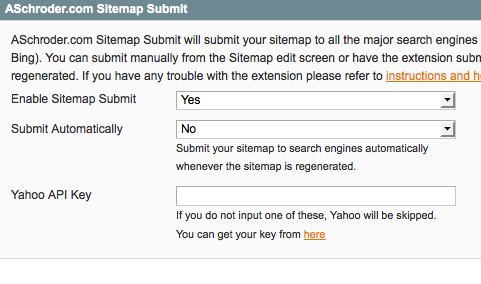 ASchroder.com Sitemap Submit
ASchroder.com Sitemap Submit will submit your sitemap to all the major search engines
Bing). You can submit manually from the Sitemap edit screen or have the extension
regenerated. If you have any trouble with the extension please refer to instructions and
Enable Sitemap Submit Yes
Submit Automatically No
Submit your sitemap to search engines automatically
whenever the sitemap is regenerated.
Yahoo API Key
If you do not input one of these, Yahoo will be skipped.
You can get your key from here